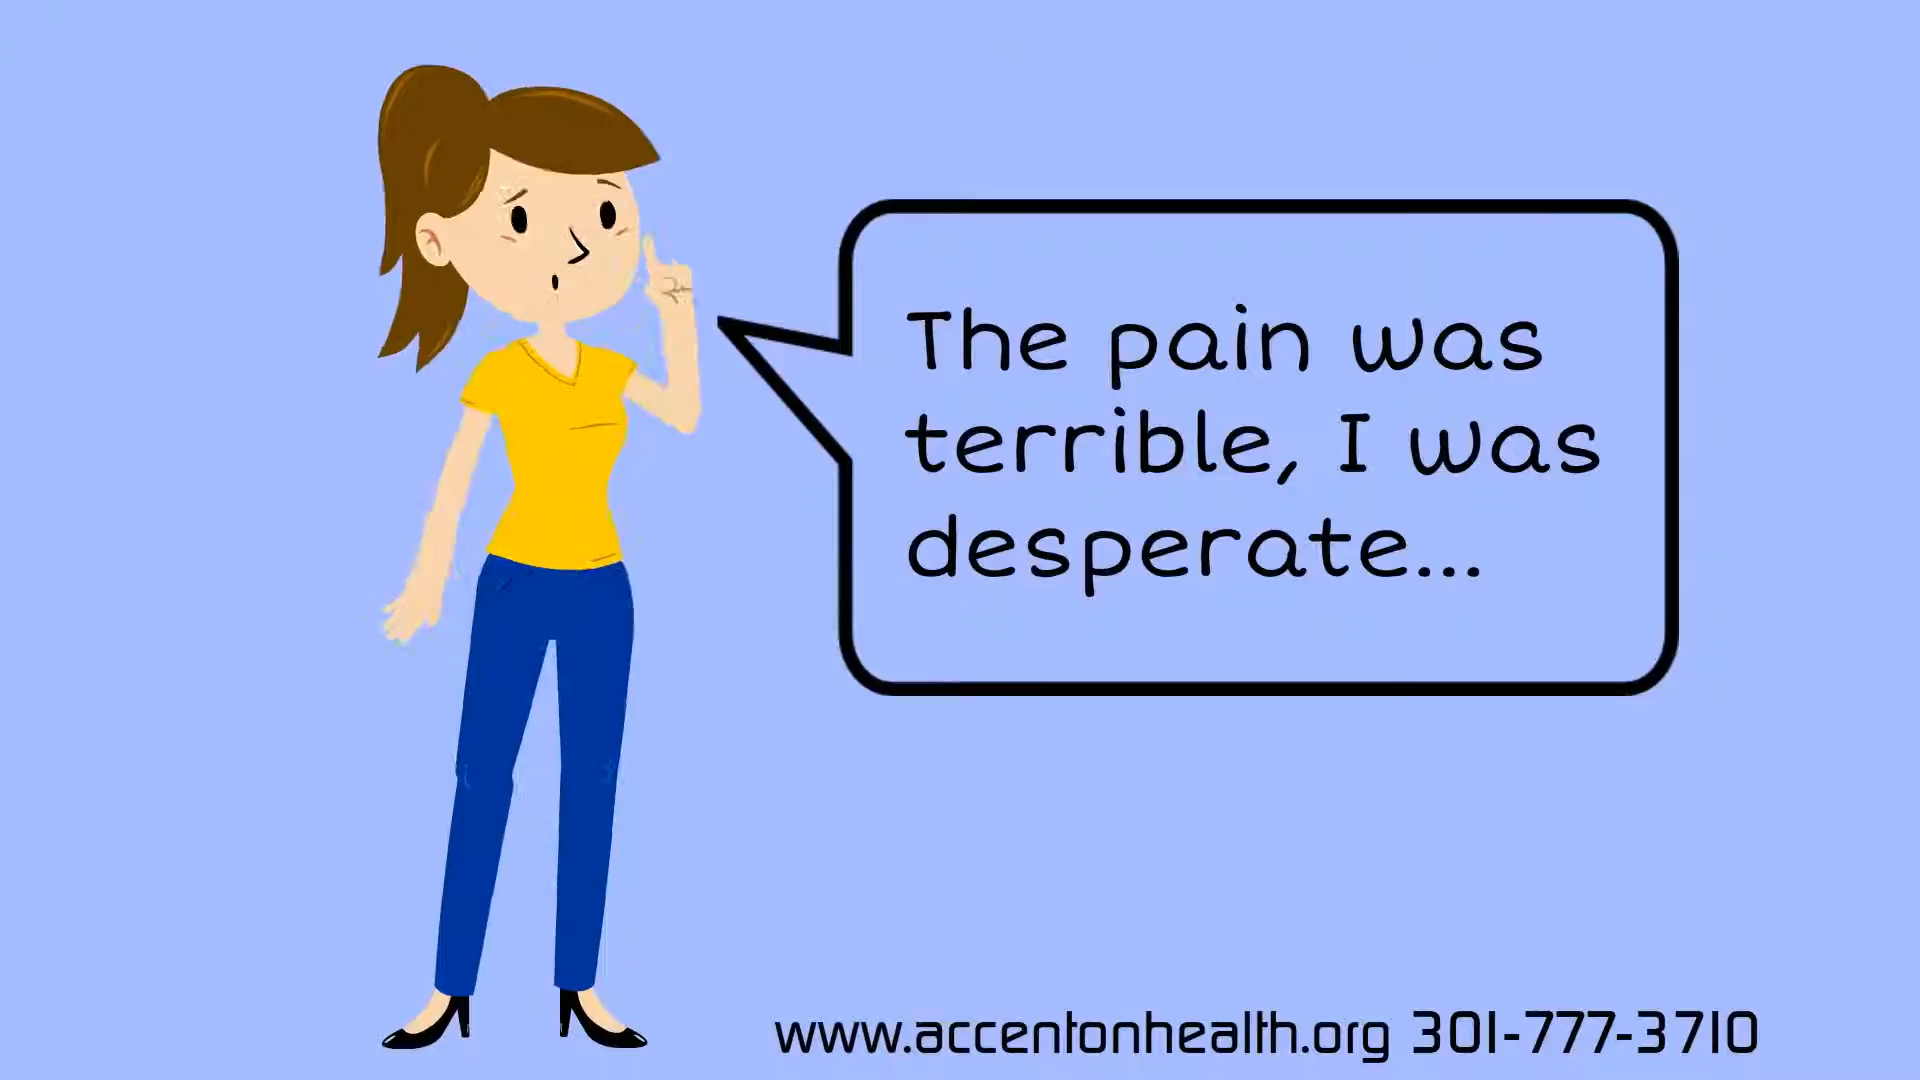 The pain was
terrible, I was
desperate...
www.accentonhealth.org 301-777-3710